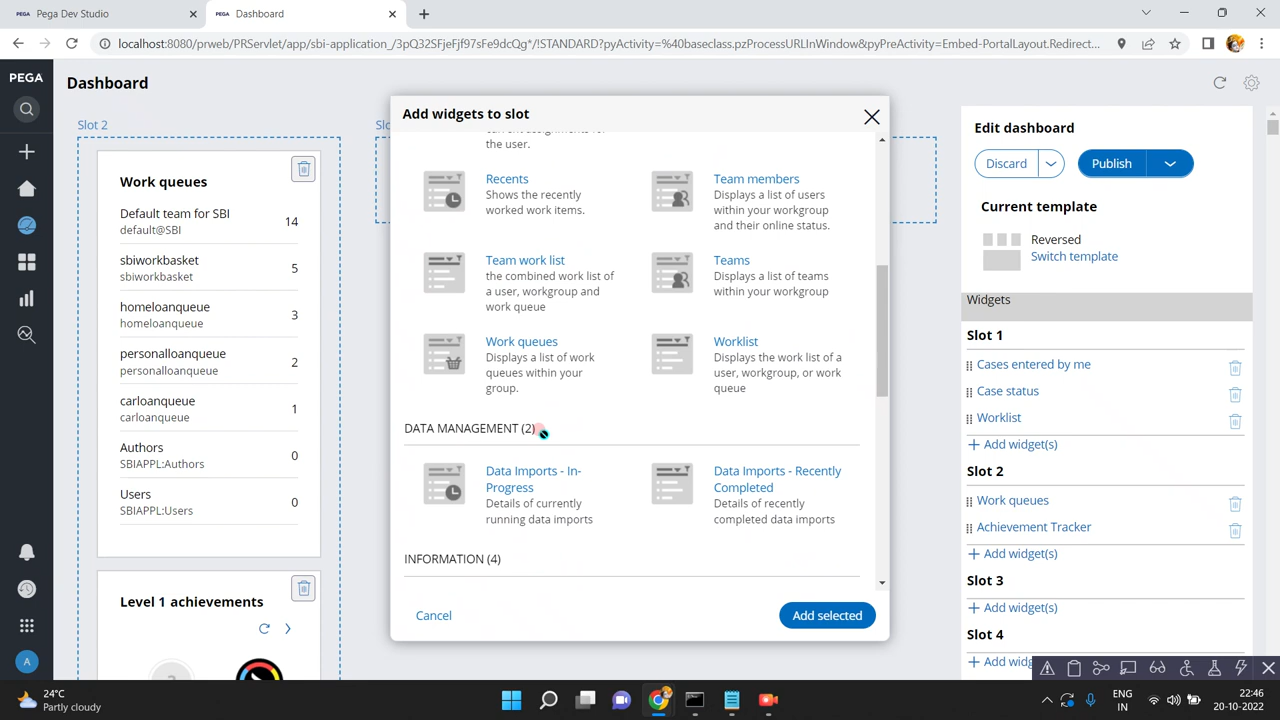 Pega Dev Studio
Dashboard
localhost:8080/prweb/PRServlet/app/sbi-application_/3pQ32SFjeFjf97sFe9dcQg*/!STANDARD?pyActivity=%40baseclass.pzProcessURLInWindow&pyPreActivity=Embed-PortalLayout.Redirect...
PEGA
Dashboard
Slot 2
Work queues
Default team for SBI
default@SBI
14
sbiworkbasket
sbiworkbasket
5
homeloanqueue
homeloanqueue
3
personalloanqueue
personalloanqueue
2
carloanqueue
carloanqueue
1
Authors
SBIAPPL:Authors
0
Users
SBIAPPL:Users
0
Level 1 achievements
Add widgets to slot
the user.
Recents
Shows the recently
worked work items.
Team members
Displays a list of users
within your workgroup
and their online status.
Team work list
the combined work list of
a user, workgroup and
work queue
Teams
Displays a list of teams
within your workgroup
Work queues
Displays a list of work
queues within your
group.
Worklist
Displays the work list of a
user, workgroup, or work
queue
DATA MANAGEMENT (2)
Data Imports - In-
Progress
Details of currently
running data imports
Data Imports - Recently
Completed
Details of recently
completed data imports
INFORMATION (4)
Cancel
Add selected
Edit dashboard
Discard
Publish
Current template
Reversed
Switch template
Widgets
Slot 1
Cases entered by me
Case status
Worklist
+ Add widget(s)
Slot 2
Work queues
Achievement Tracker
+ Add widget(s)
Slot 3
+ Add widget(s)
Slot 4
+ Add
A
24°C
Partly cloudy
ENG
IN
22:46
20-10-2022